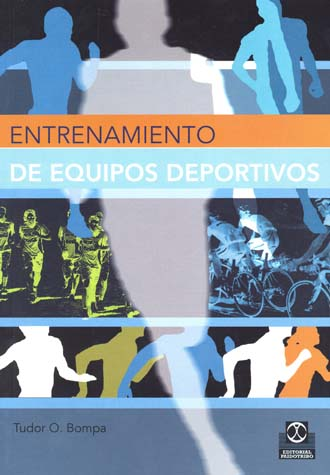 ENTRENAMIENTO
DE EQUIPOS DEPORTIVOS
Tudor O. Bompa
EDITORIAL
PAIDOTRIBO